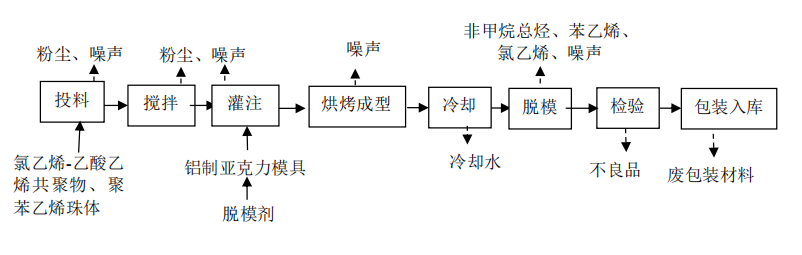 非甲烷总烃、苯乙烯、
氯乙烯、噪声
粉尘、噪声
粉尘、噪声
噪声
投料
搅拌
灌注
烘烤成型
冷却
脱模
检验
包装入库
氯乙烯-乙酸乙
烯共聚物、聚
苯乙烯珠体
铝制亚克力模具
脱模剂
冷却水
不良品
废包装材料